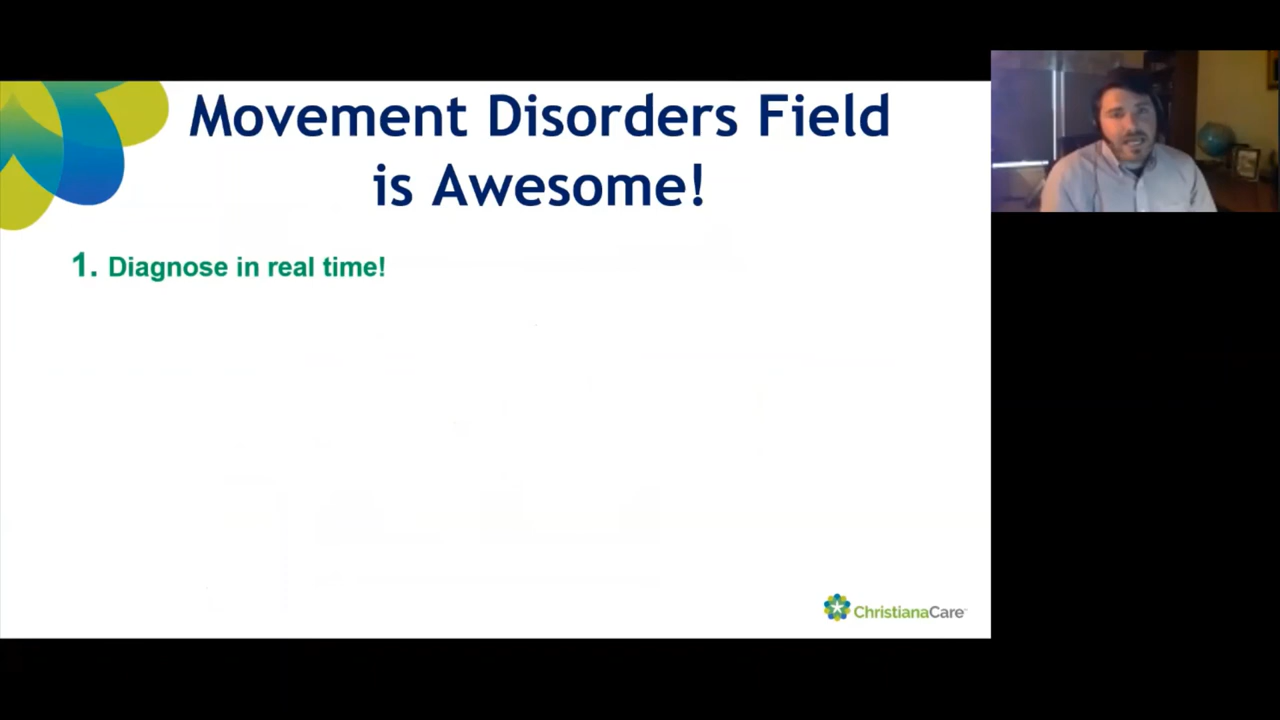 Movement Disorders Field
is Awesome!
1. Diagnose in real time!
ChristianaCare